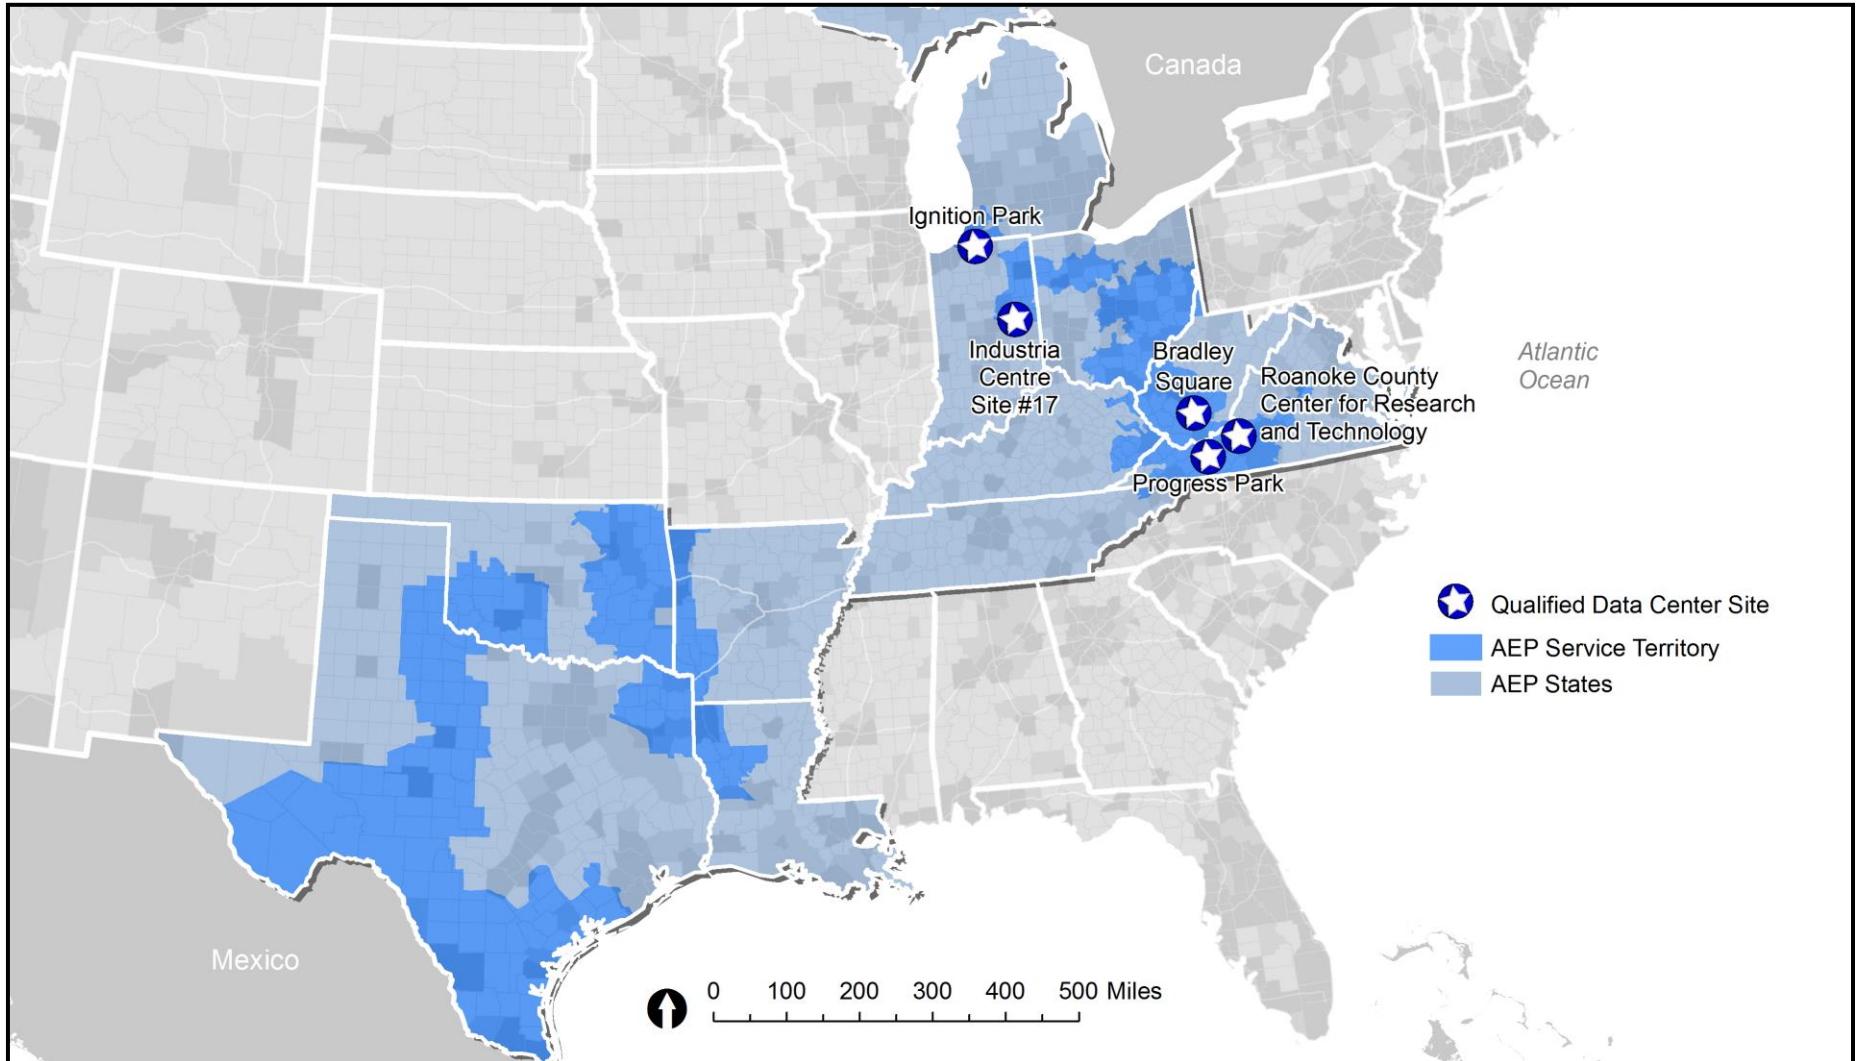 Canada
Ignition Park
Industria
Centre
Site #17
Bradley
Square
Roanoke County
Center for Research
and Technology
Progress Park
Atlantic
Ocean
Qualified Data Center Site
AEP Service Territory
AEP States
Mexico
0 100 200 300 400 500 Miles